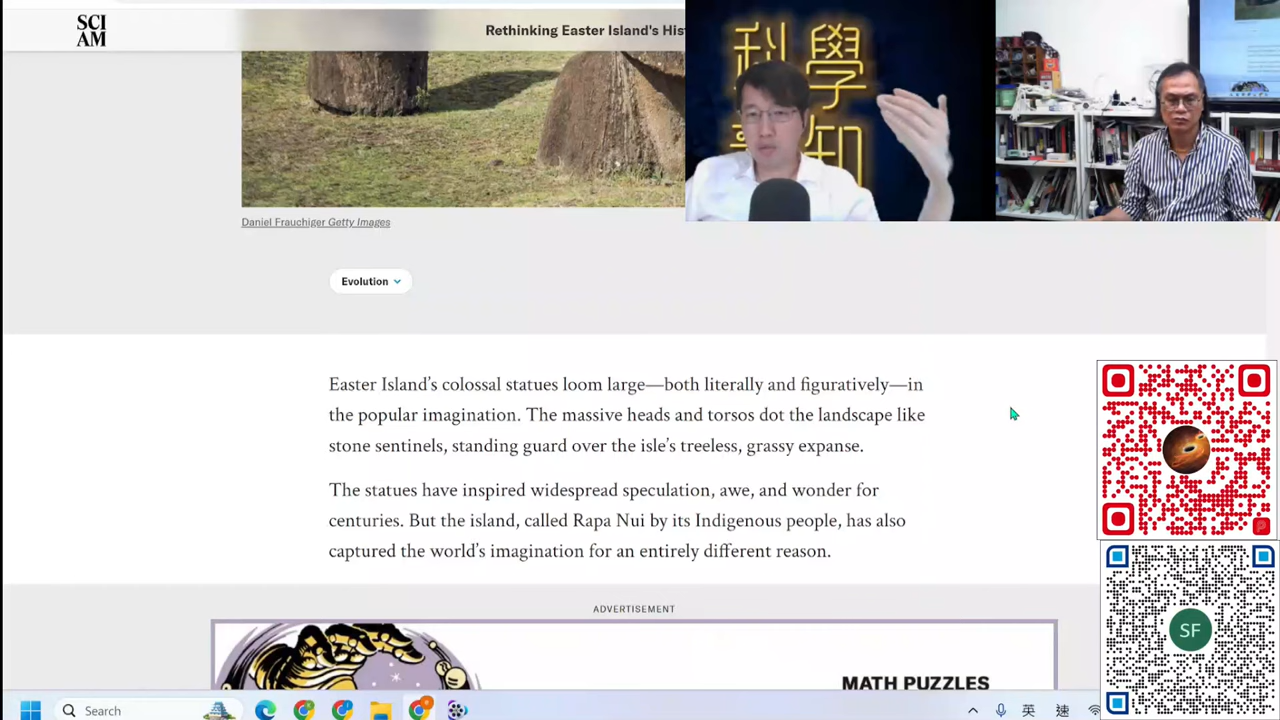 SCI
AM
Rethinking Easter Island's His
科學
知
Daniel Frauchiger Getty Images
Evolution
Easter Island’s colossal statues loom large—both literally and figuratively—in
the popular imagination. The massive heads and torsos dot the landscape like
stone sentinels, standing guard over the isle’s treeless, grassy expanse.
The statues have inspired widespread speculation, awe, and wonder for
centuries. But the island, called Rapa Nui by its Indigenous people, has also
captured the world’s imagination for an entirely different reason.
SF
ADVERTISEMENT
MATH PUZZLES
Search
英
速